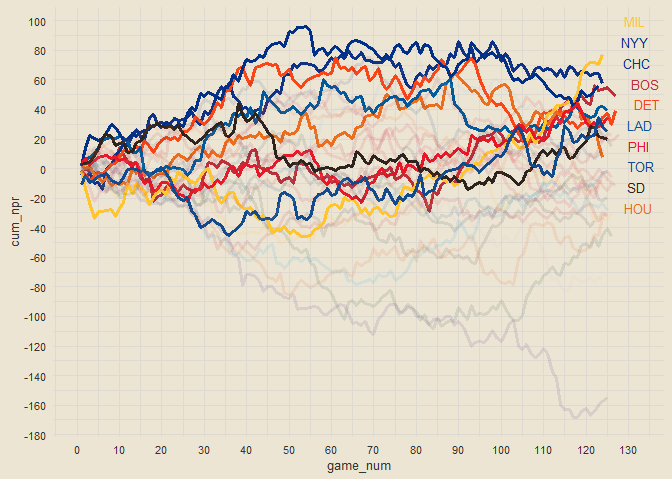 100
80
60
40
20
0
-20
-40
-60
-80
-100
-120
-140
-160
-180
cum_npr
0 10 20 30 40 50 60 70 80 90 100 110 120 130
game_num
MIL
NYY
CHC
BOS
DET
LAD
PHI
TOR
SD
HOU